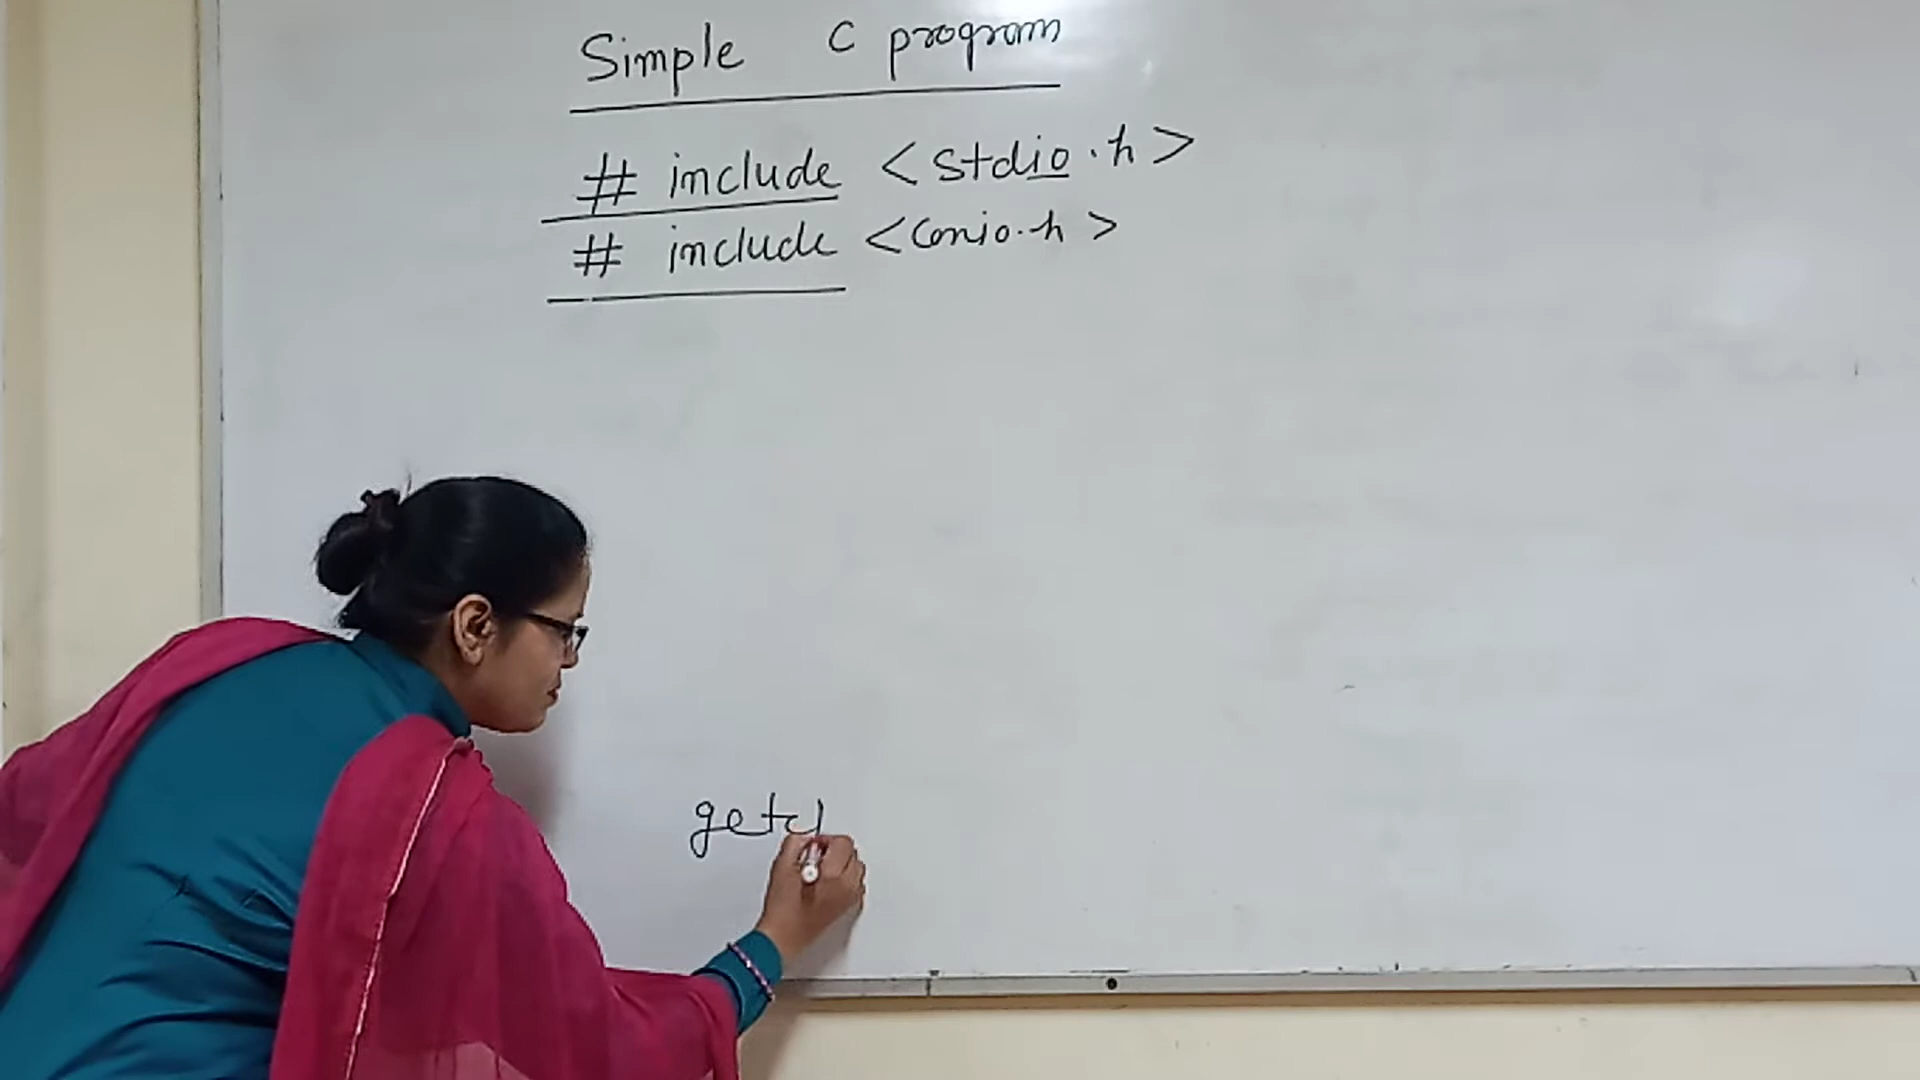 Simple C program
# include <stdio.h>
# include <conio.h>
getc